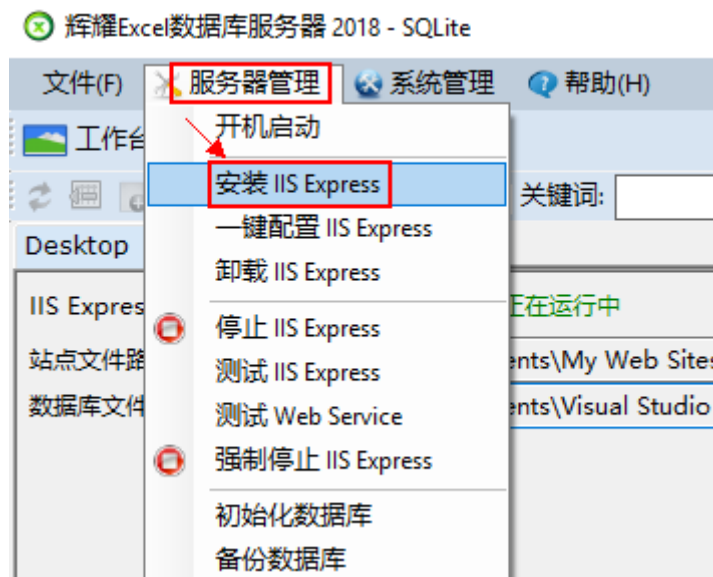 辉耀Excel数据库服务器 2018 - SQLite
文件(F) 服务器管理 系统管理 帮助(H)
工作台
开机启动
安装 IIS Express
关键词:
一键配置 IIS Express
Desktop
卸载 IIS Express
IIS Expres
正在运行中
停止 IIS Express
站点文件路
ents\My Web Sites
测试 IIS Express
数据库文件
ents\Visual Studio
测试 Web Service
强制停止 IIS Express
初始化数据库
备份数据库